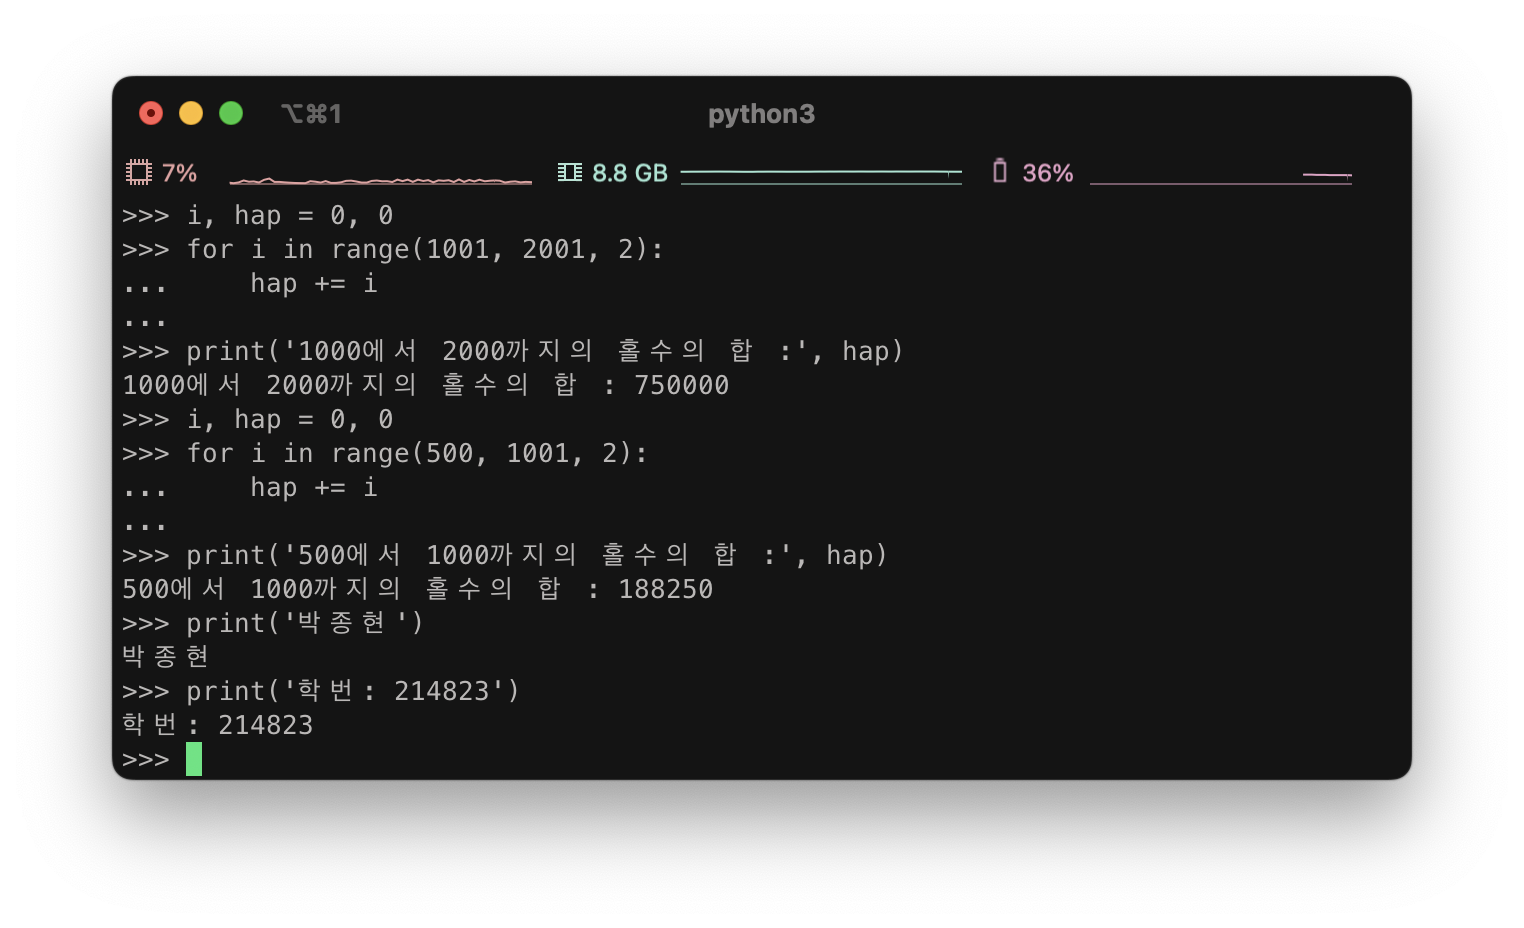 ⌥⌘1 python3
7% 8.8 GB 36%
>>> i, hap = 0, 0
>>> for i in range(1001, 2001, 2):
...     hap += i
...
>>> print('1000에서 2000까지의 홀수의 합 :', hap)
1000에서 2000까지의 홀수의 합 : 750000
>>> i, hap = 0, 0
>>> for i in range(500, 1001, 2):
...     hap += i
...
>>> print('500에서 1000까지의 홀수의 합 :', hap)
500에서 1000까지의 홀수의 합 : 188250
>>> print('박종현')
박종현
>>> print('학번: 214823')
학번: 214823
>>>